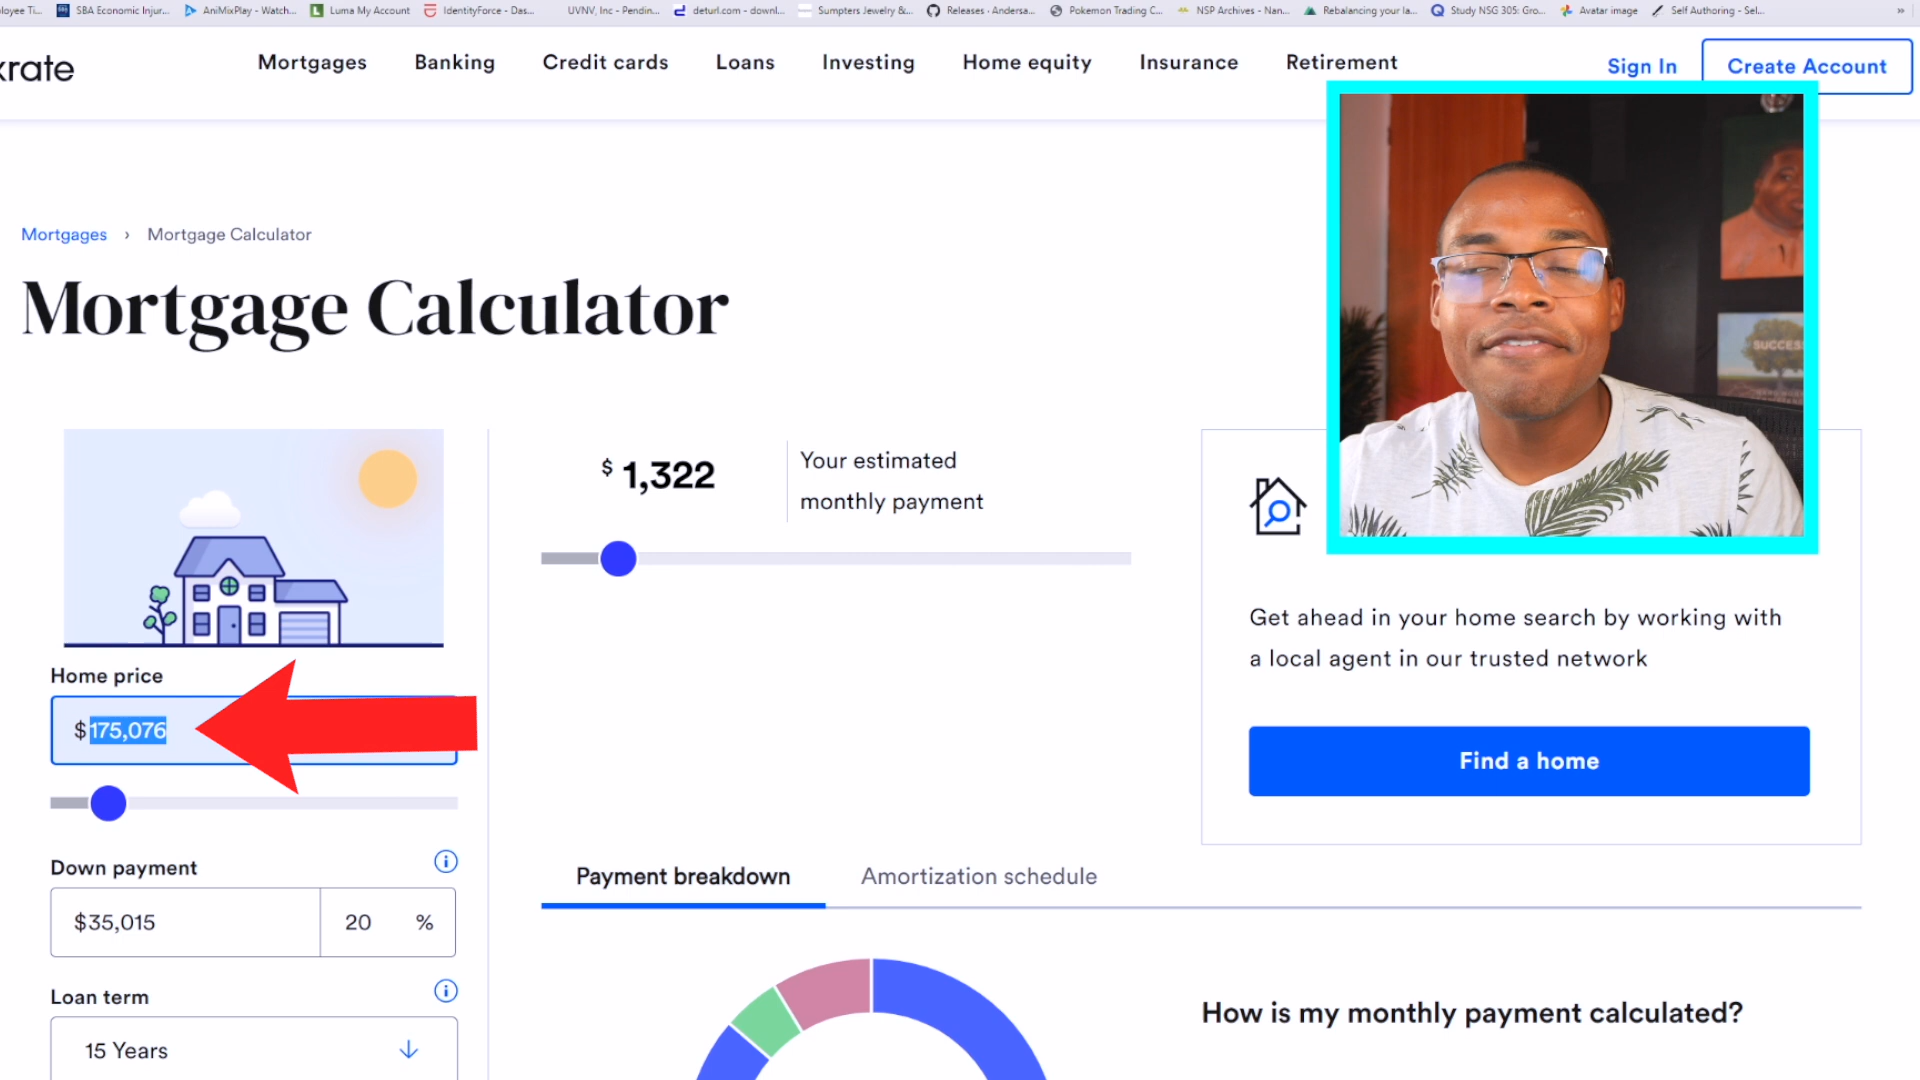 SBA Economic Injur...
AniMixPlay - Watch...
Luma My Account
IdentityForce - Das...
UVNV, Inc - Pendin...
deturl.com - downl...
Sumpters Jewelry &...
Releases · Andersa...
Pokemon Trading C...
NSP Archives - Nan...
Rebalancing your la...
Study NSG 305: Gro...
Avatar image
Self Authoring - Sel...
»
krate
Mortgages
Banking
Credit cards
Loans
Investing
Home equity
Insurance
Retirement
Sign In
Create Account
SUCCESS
Mortgages › Mortgage Calculator
Mortgage Calculator
$ 1,322
Your estimated
monthly payment
Get ahead in your home search by working with
a local agent in our trusted network
Find a home
Home price
$175,076
Down payment
$35,015
20 %
Loan term
15 Years
Payment breakdown
Amortization schedule
How is my monthly payment calculated?